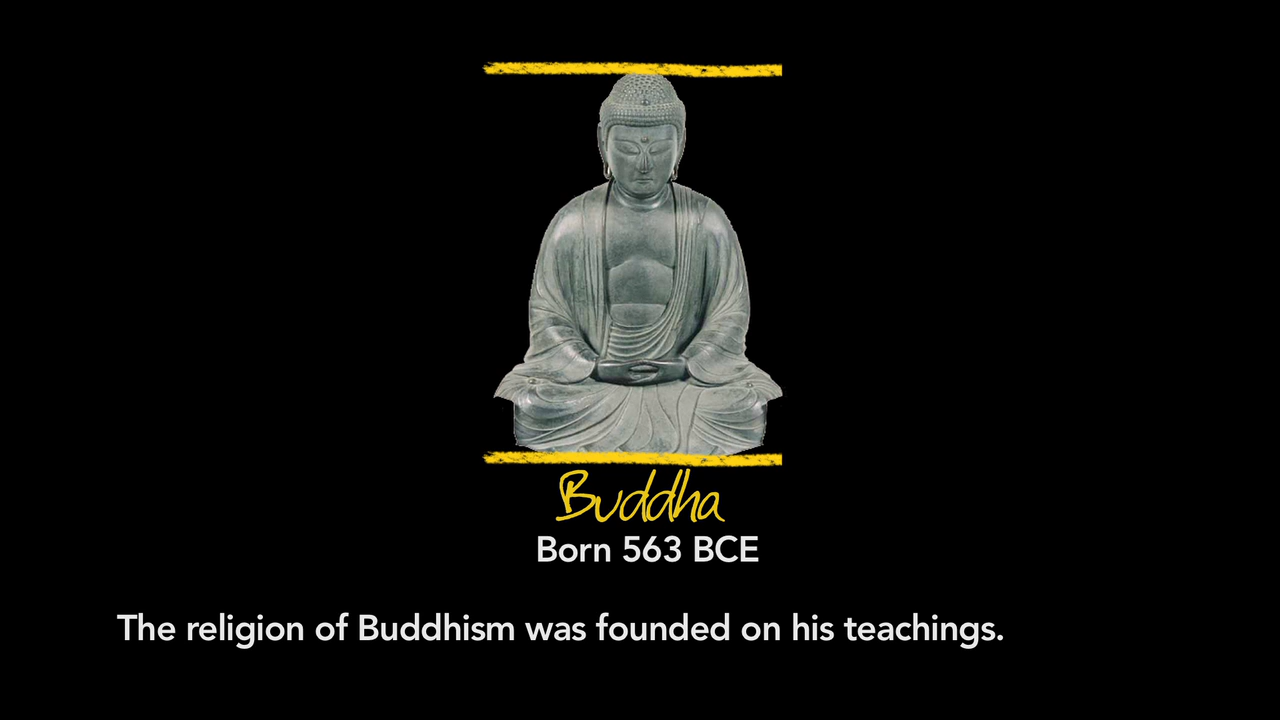 Buddha
Born 563 BCE
The religion of Buddhism was founded on his teachings.